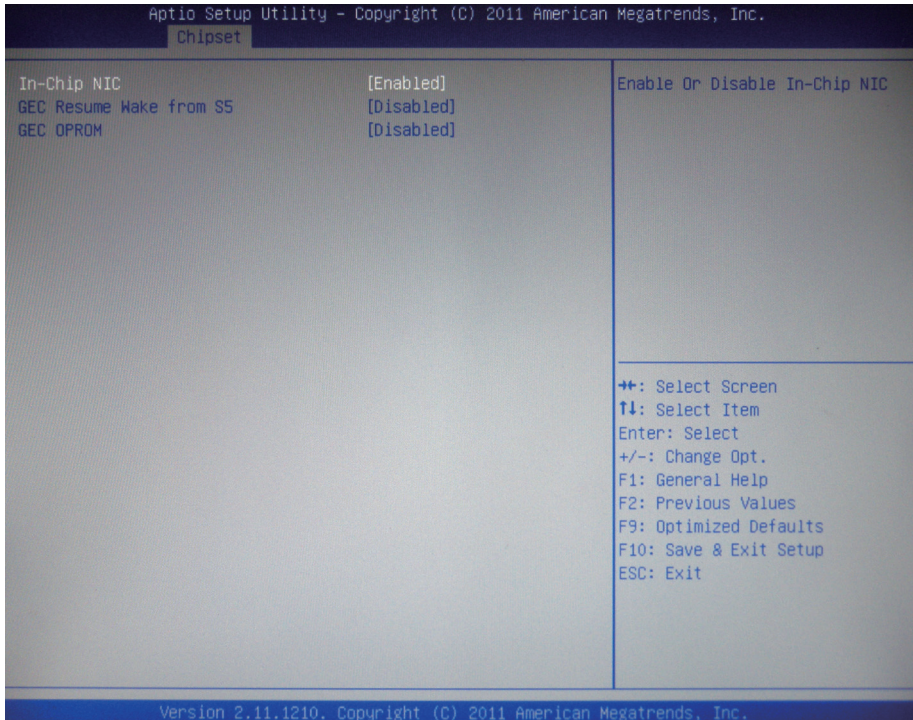 Aptio Setup Utility – Copyright (C) 2011 American Megatrends, Inc.
Chipset
In-Chip NIC [Enabled]
GEC Resume Wake from S5 [Disabled]
GEC OPROM [Disabled]
Enable Or Disable In-Chip NIC
→←: Select Screen
↑↓: Select Item
Enter: Select
+/-: Change Opt.
F1: General Help
F2: Previous Values
F9: Optimized Defaults
F10: Save & Exit Setup
ESC: Exit
Version 2.11.1210. Copyright (C) 2011 American Megatrends, Inc.